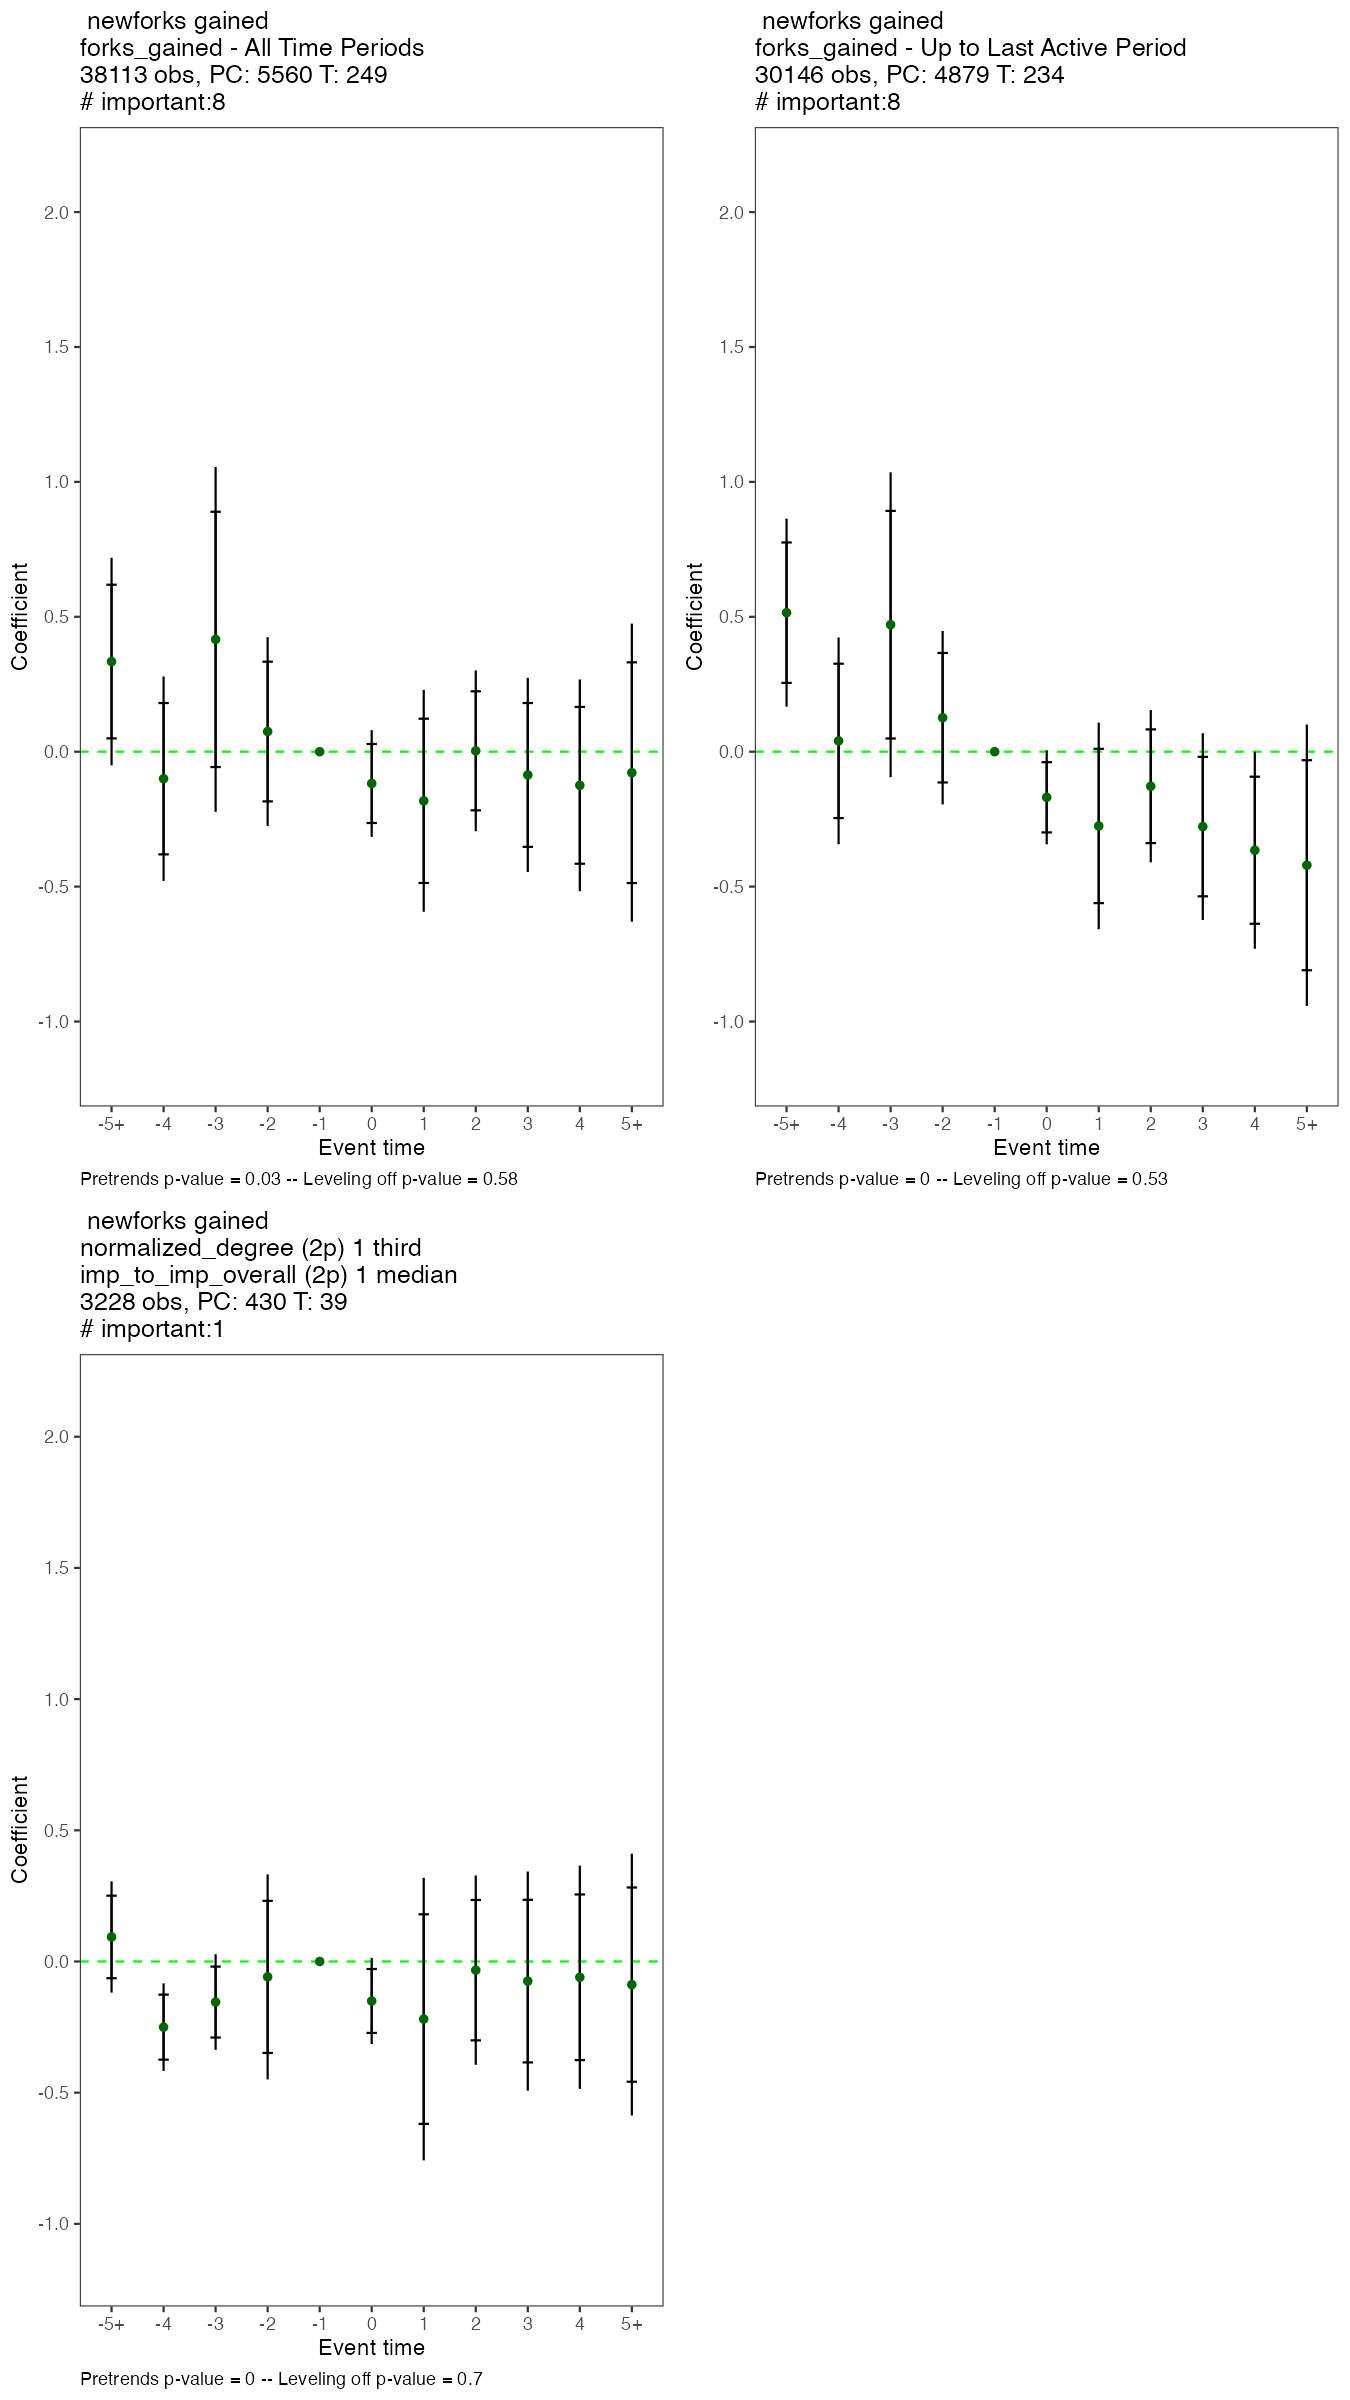 newforks gained
forks_gained - All Time Periods
38113 obs, PC: 5560 T: 249
# important:8
Coefficient
2.0
1.5
1.0
0.5
0.0
-0.5
-1.0
-5+ -4 -3 -2 -1 0 1 2 3 4 5+
Event time
Pretrends p-value = 0.03 -- Leveling off p-value = 0.58
newforks gained
forks_gained - Up to Last Active Period
30146 obs, PC: 4879 T: 234
# important:8
Coefficient
2.0
1.5
1.0
0.5
0.0
-0.5
-1.0
-5+ -4 -3 -2 -1 0 1 2 3 4 5+
Event time
Pretrends p-value = 0 -- Leveling off p-value = 0.53
newforks gained
normalized_degree (2p) 1 third
imp_to_imp_overall (2p) 1 median
3228 obs, PC: 430 T: 39
# important:1
Coefficient
2.0
1.5
1.0
0.5
0.0
-0.5
-1.0
-5+ -4 -3 -2 -1 0 1 2 3 4 5+
Event time
Pretrends p-value = 0 -- Leveling off p-value = 0.7